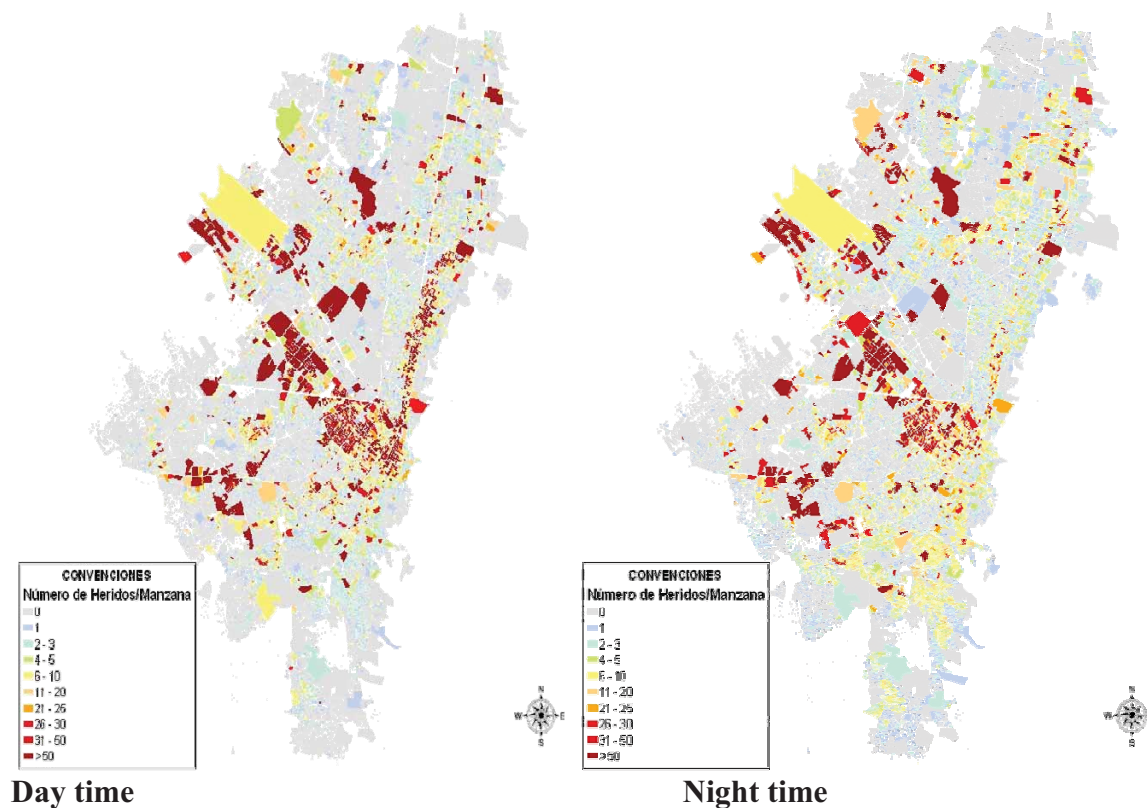 CONVENCIONES
Número de Heridos/Manzana
0
1
2 - 3
4 - 5
6 - 10
11 - 20
21 - 25
26 - 30
31 - 50
>50
N
W E
S
CONVENCIONES
Número de Heridos/Manzana
0
1
2 - 3
4 - 5
6 - 10
11 - 20
21 - 25
26 - 30
31 - 50
>50
N
W
S
Day time
Night time